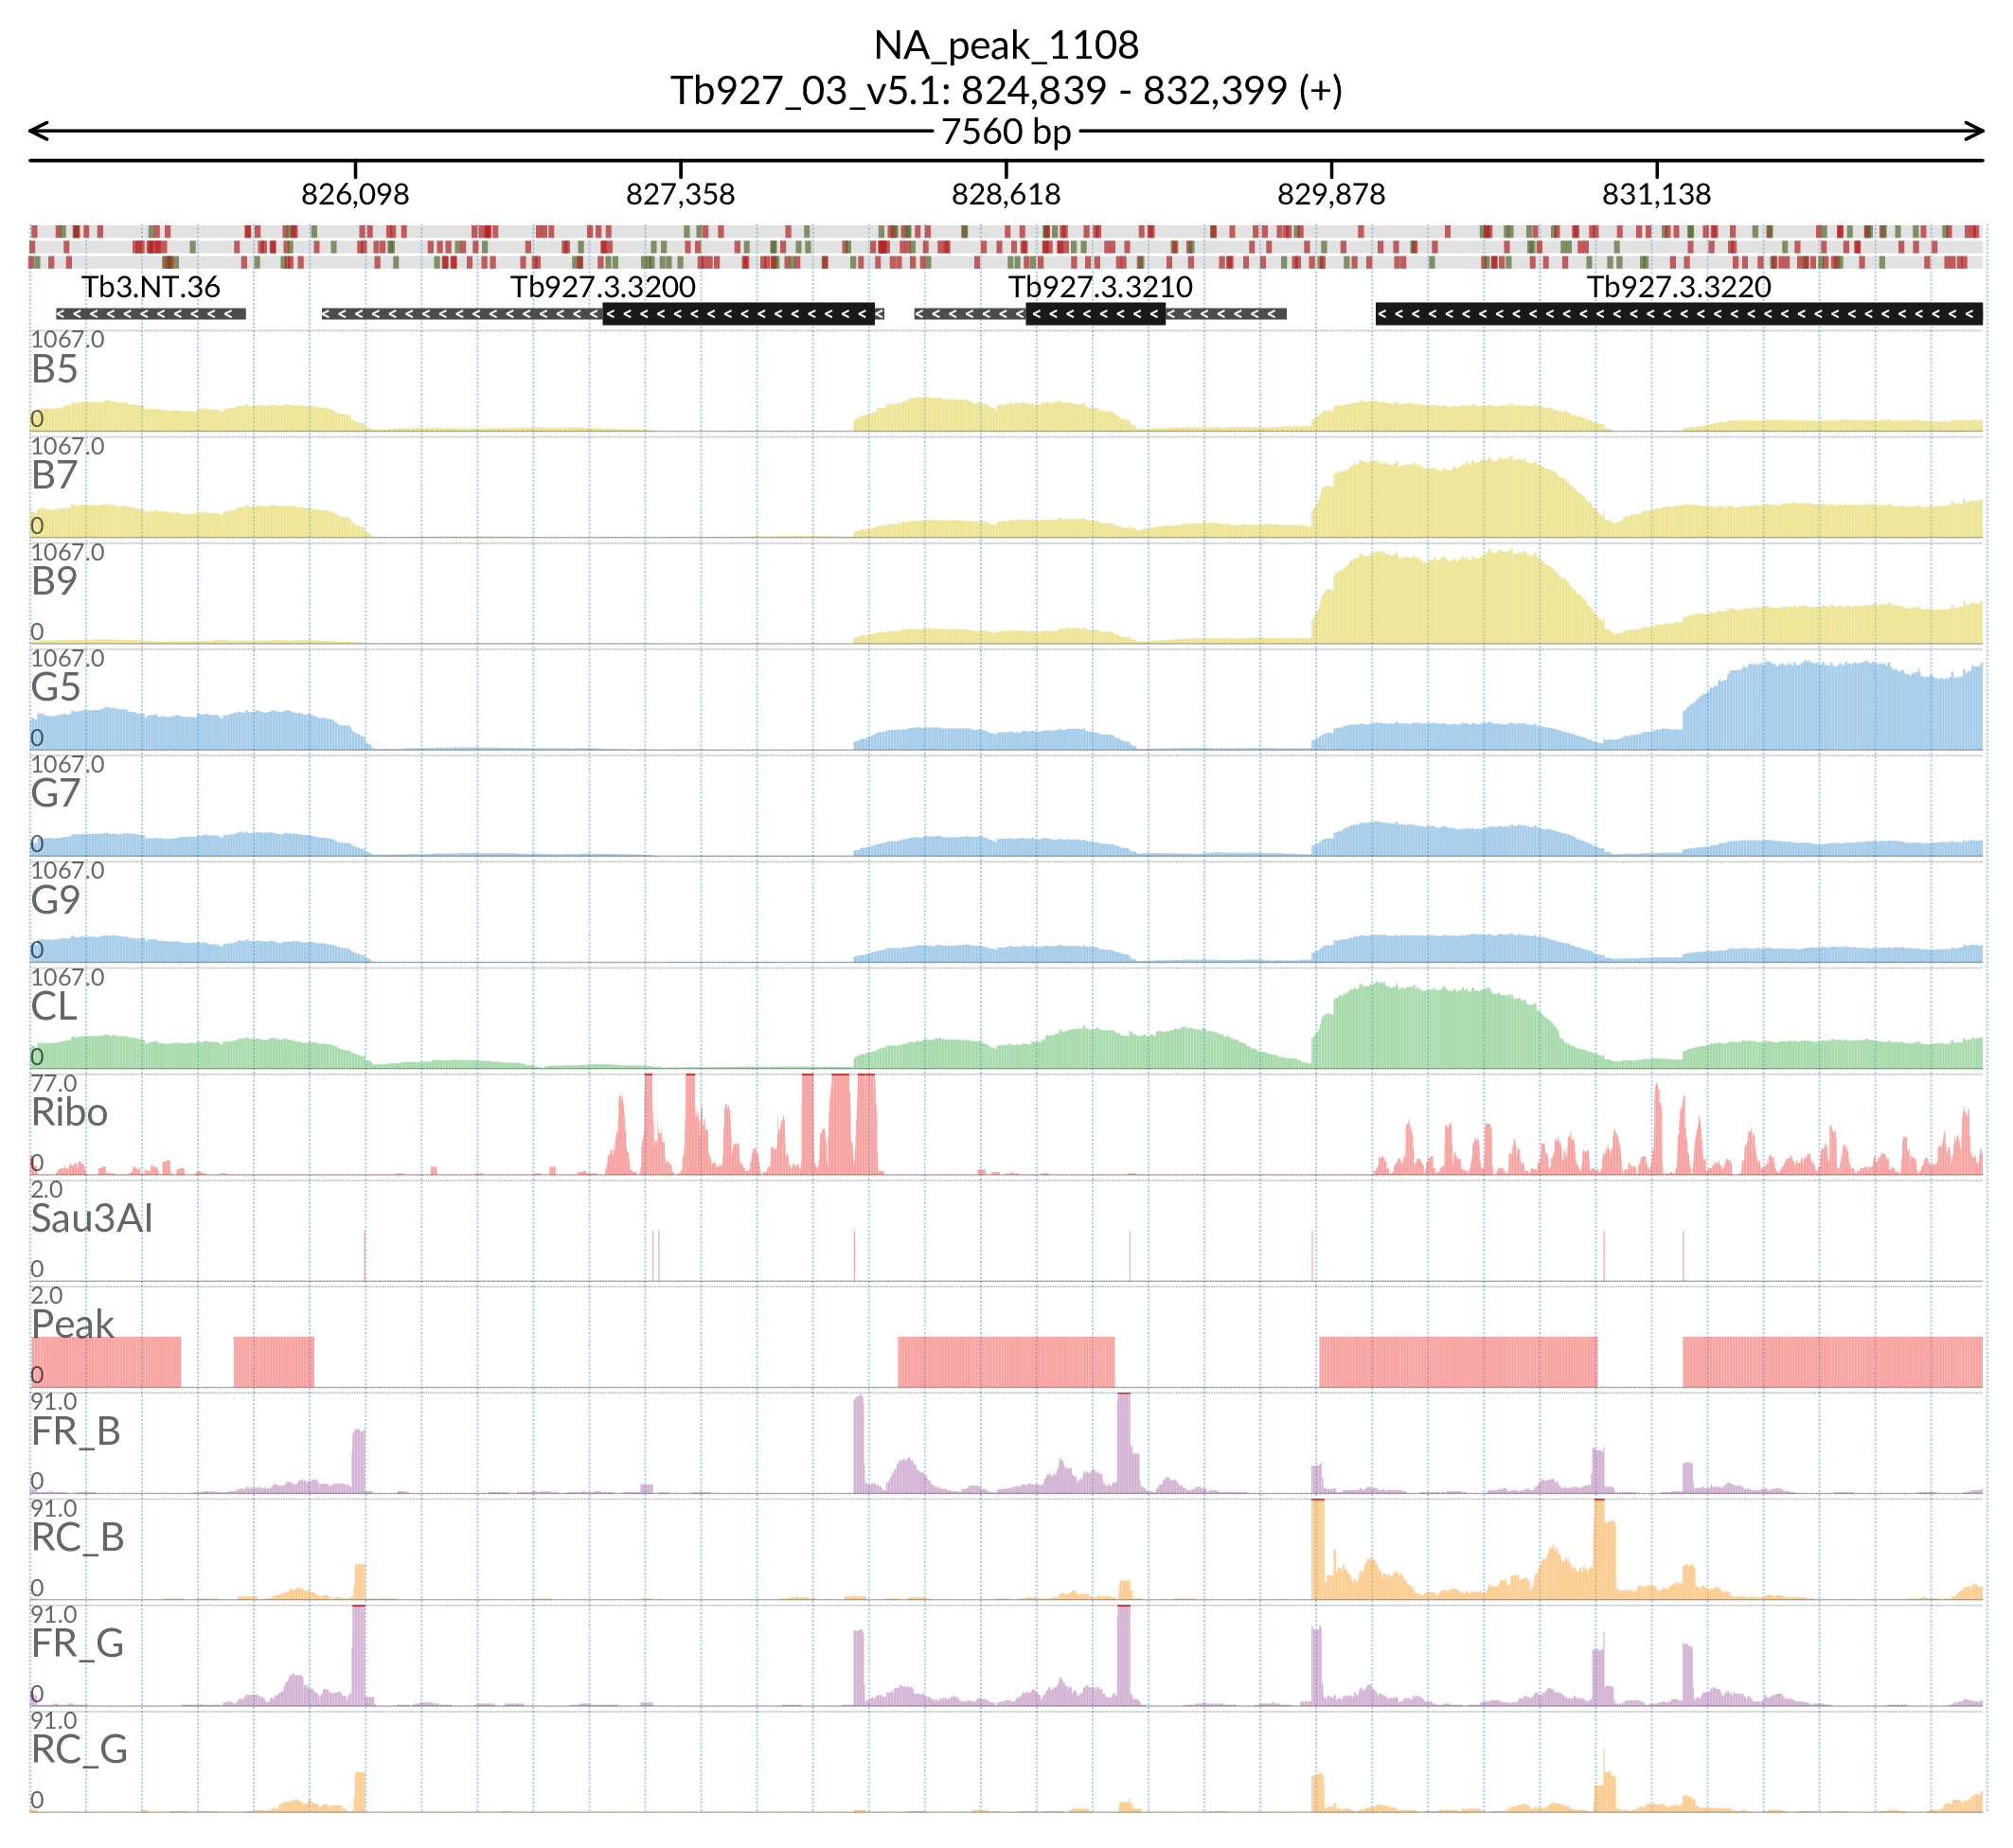 NA_peak_1108
Tb927_03_v5.1: 824,839 - 832,399 (+)
7560 bp
826,098 827,358 828,618 829,878 831,138
Tb3.NT.36 Tb927.3.3200 Tb927.3.3210 Tb927.3.3220
1067.0
B5
0
1067.0
B7
0
1067.0
B9
0
1067.0
G5
0
1067.0
G7
0
1067.0
G9
0
1067.0
CL
0
77.0
Ribo
0
2.0
Sau3AI
0
2.0
Peak
0
91.0
FR_B
0
91.0
RC_B
0
91.0
FR_G
0
91.0
RC_G
0